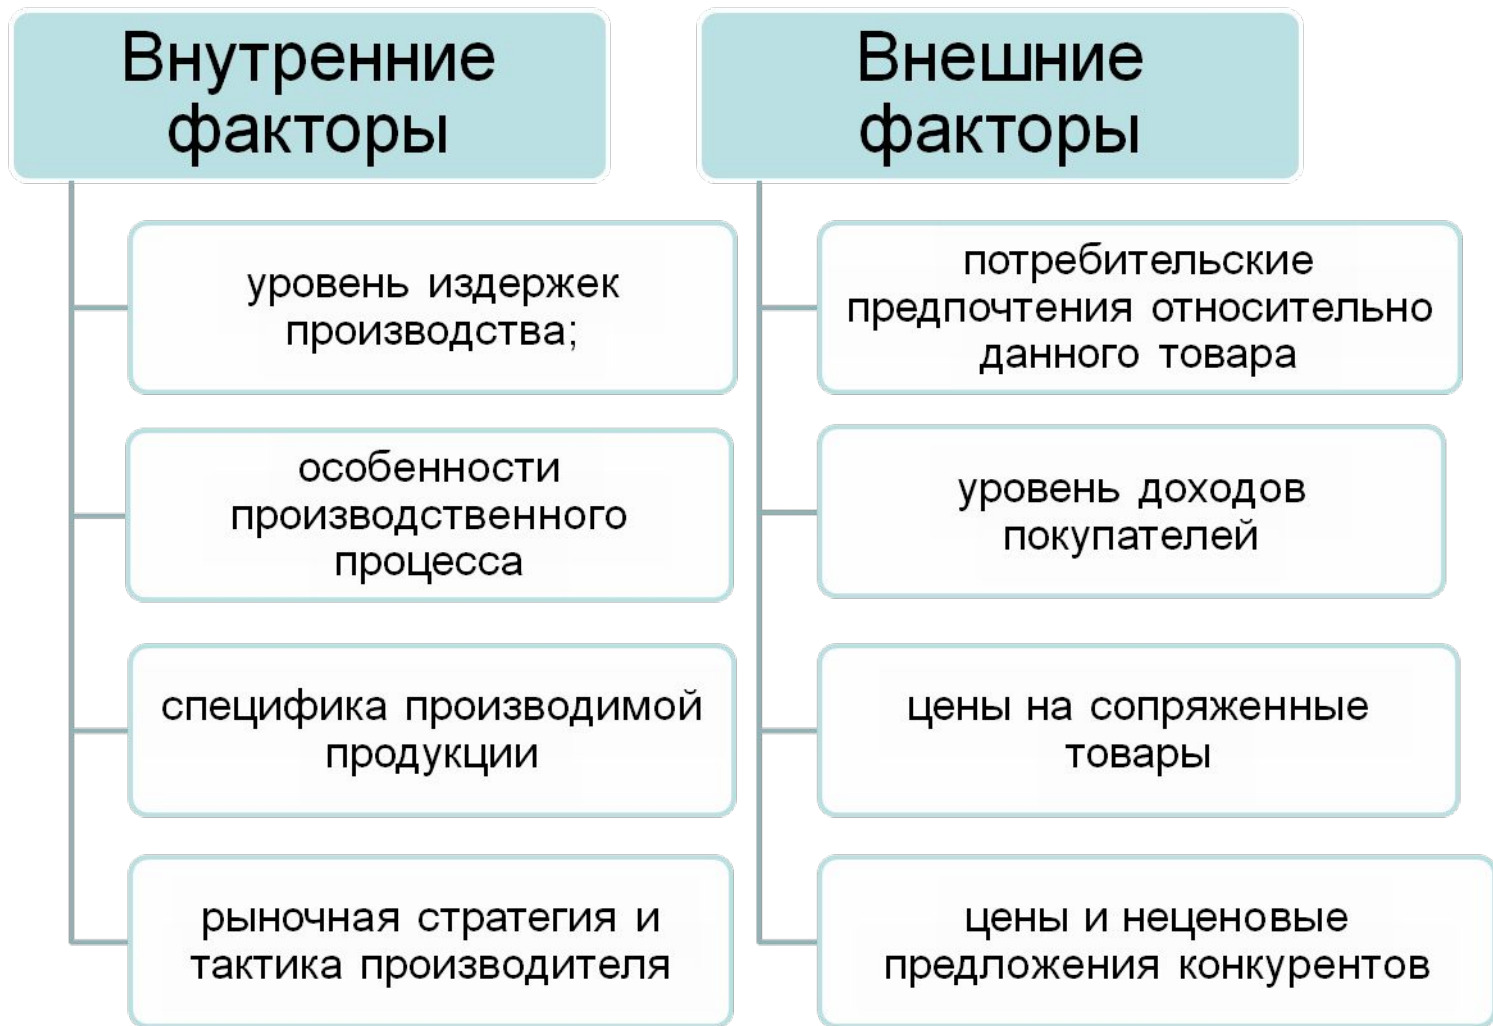 Внутренние
факторы
уровень издержек
производства;
особенности
производственного
процесса
специфика производимой
продукции
рыночная стратегия и
тактика производителя
Внешние
факторы
потребительские
предпочтения относительно
данного товара
уровень доходов
покупателей
цены на сопряженные
товары
цены и неценовые
предложения конкурентов